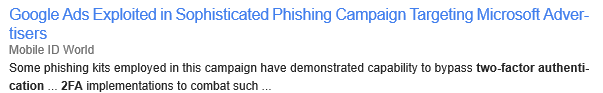 Google Ads Exploited in Sophisticated Phishing Campaign Targeting Microsoft Adver-
tisers
Mobile ID World
Some phishing kits employed in this campaign have demonstrated capability to bypass two-factor authenti-
cation ... 2FA implementations to combat such ...